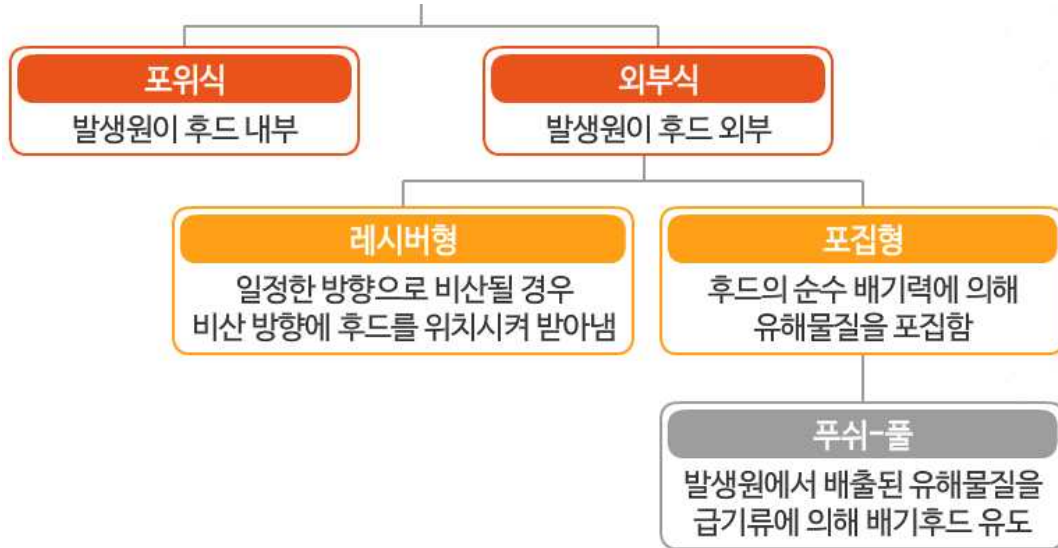 포위식
발생원이 후드 내부
외부식
발생원이 후드 외부
레시버형
일정한 방향으로 비산될 경우
비산 방향에 후드를 위치시켜 받아냄
포집형
후드의 순수 배기력에 의해
유해물질을 포집함
푸쉬-풀
발생원에서 배출된 유해물질을
급기류에 의해 배기후드 유도